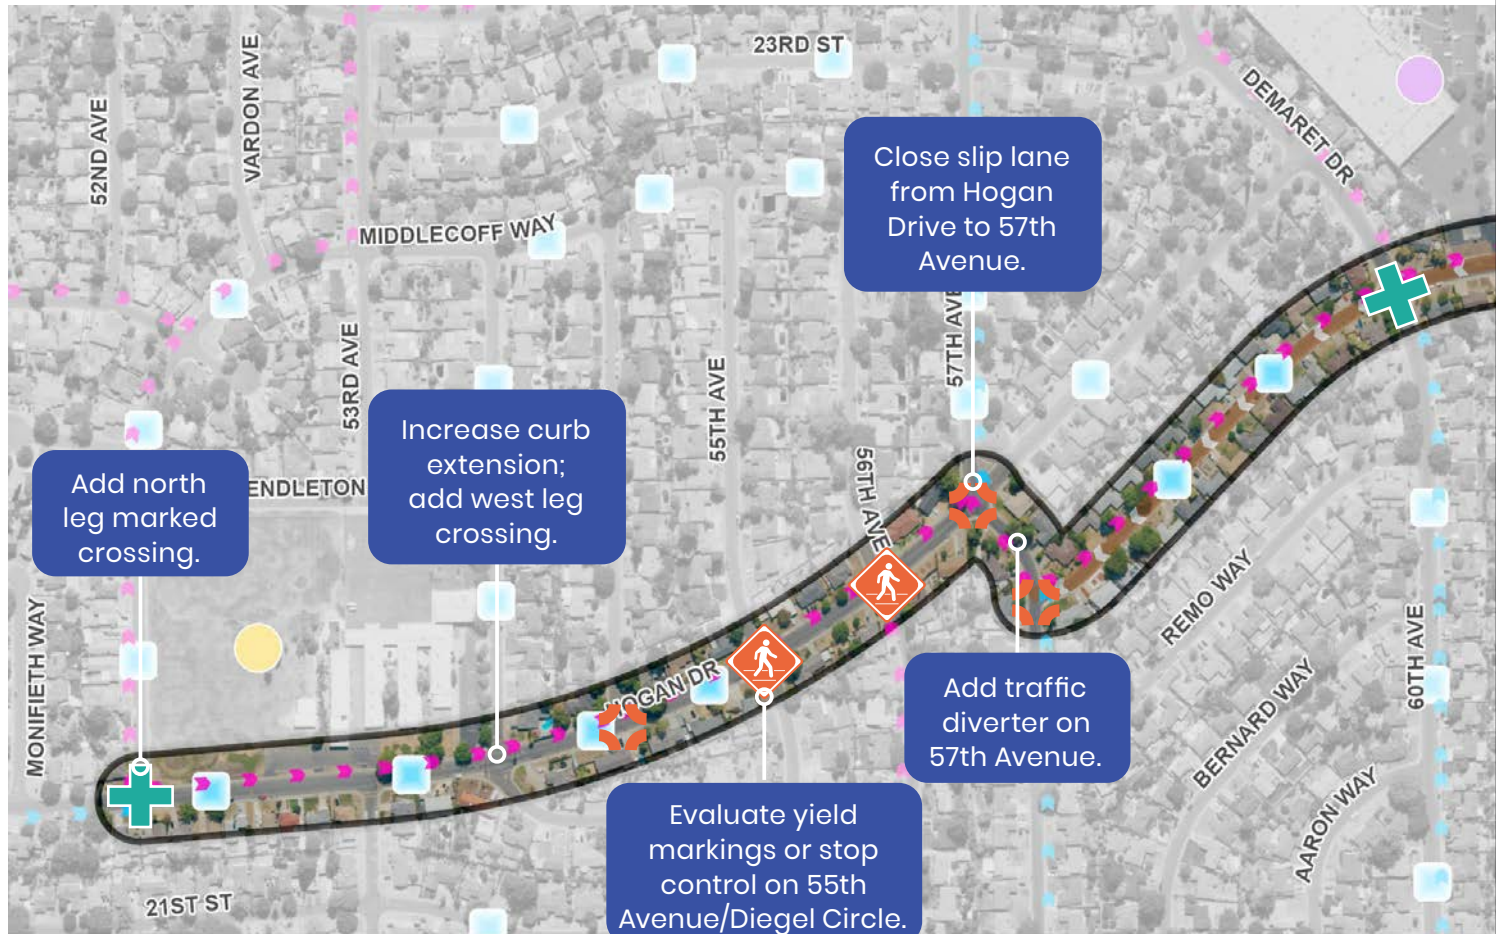 23RD ST
52ND AVE
VARDON AVE
DEMARET DR
Close slip lane
from Hogan
Drive to 57th
Avenue.
MIDDLECOFF WAY
53RD AVE
55TH AVE
57TH AVE
Increase curb
extension;
add west leg
crossing.
Add north
leg marked
crossing.
ENDLETON
56TH AVE
REMO WAY
MONIFIETH WAY
60TH AVE
HOGAN DR
BERNARD WAY
Add traffic
diverter on
57th Avenue.
AARON WAY
Evaluate yield
markings or stop
control on 55th
Avenue/Diegel Circle.
21ST ST